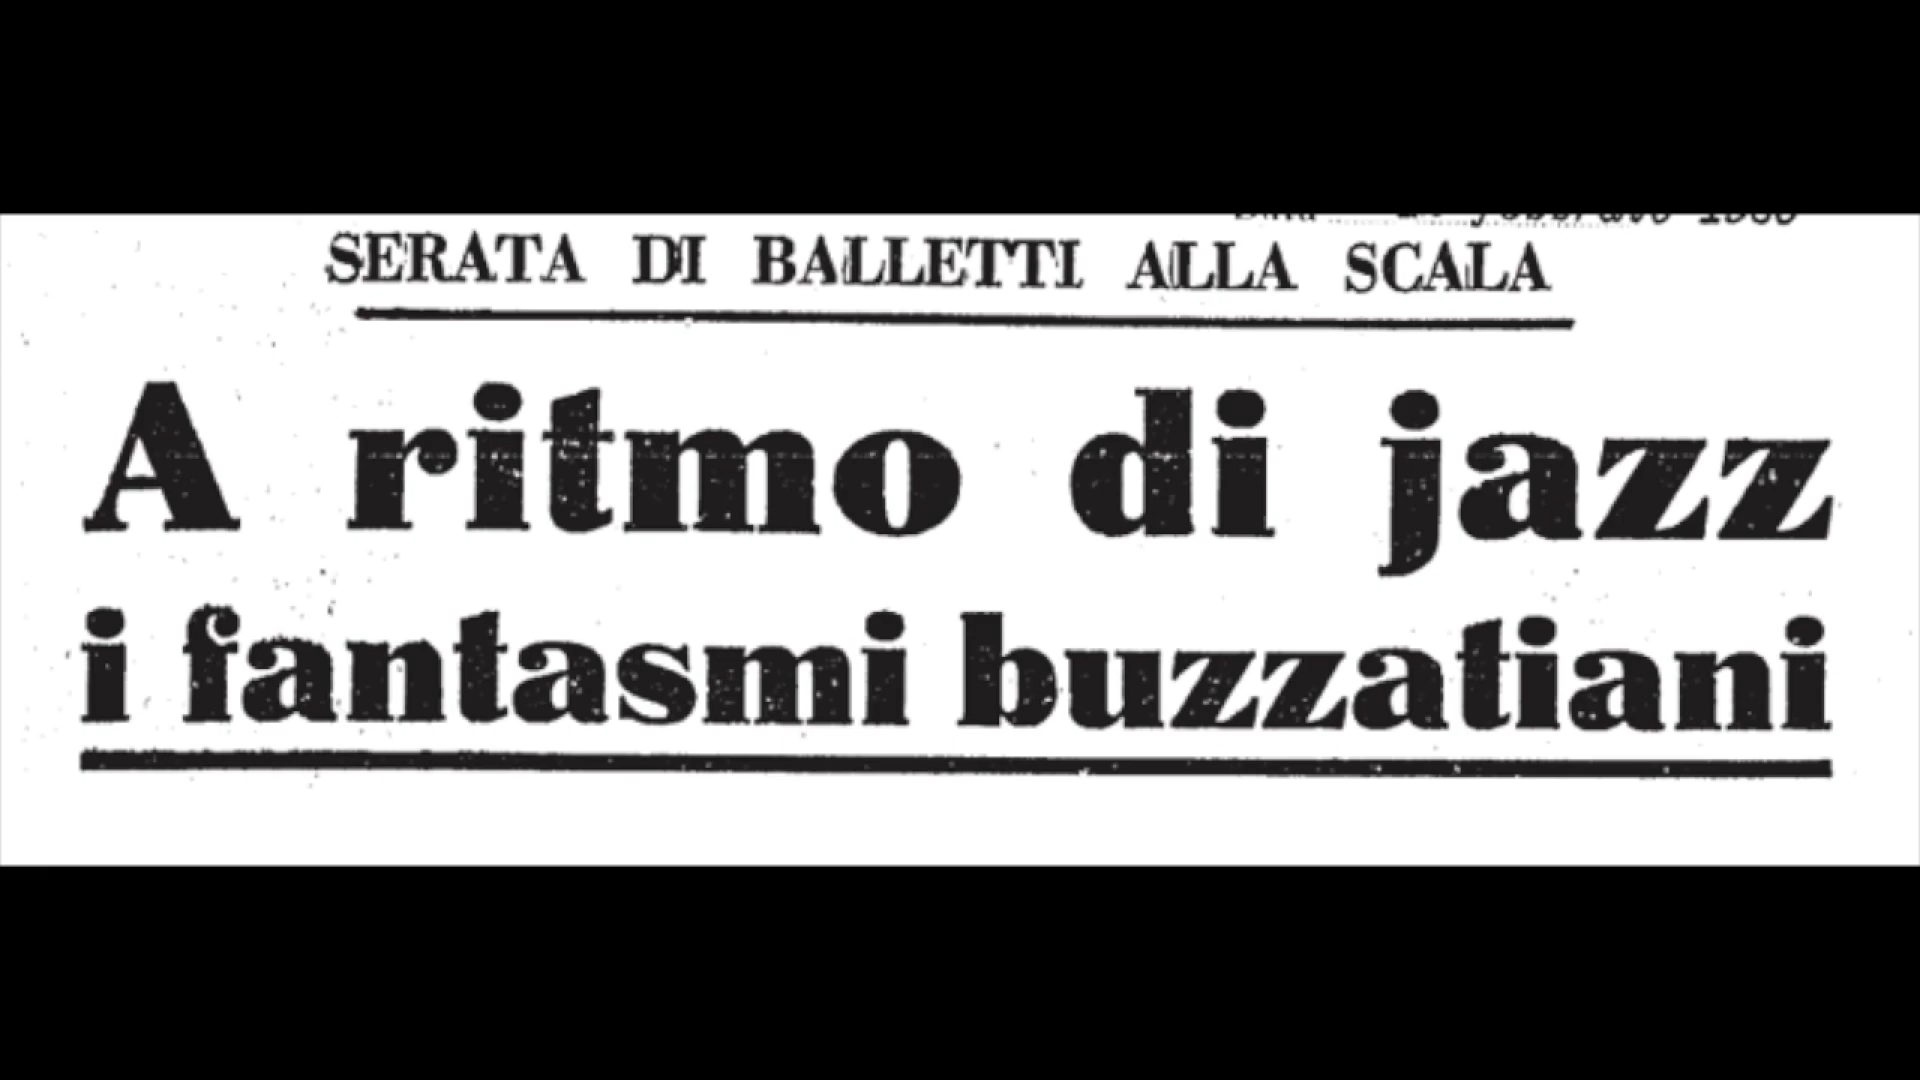 SERATA DI BALLETTI ALLA SCALA
A ritmo di jazz
i fantasmi buzzatiani